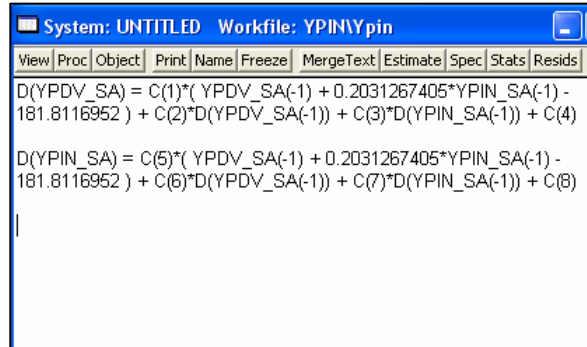 System: UNTITLED Workfile: YPIN\Ypin
View Proc Object Print Name Freeze MergeText Estimate Spec Stats Resids
D(YPDV_SA) = C(1)*( YPDV_SA(-1) + 0.2031267405*YPIN_SA(-1) -
181.8116952 ) + C(2)*D(YPDV_SA(-1)) + C(3)*D(YPIN_SA(-1)) + C(4)
D(YPIN_SA) = C(5)*( YPDV_SA(-1) + 0.2031267405*YPIN_SA(-1) -
181.8116952 ) + C(6)*D(YPDV_SA(-1)) + C(7)*D(YPIN_SA(-1)) + C(8)